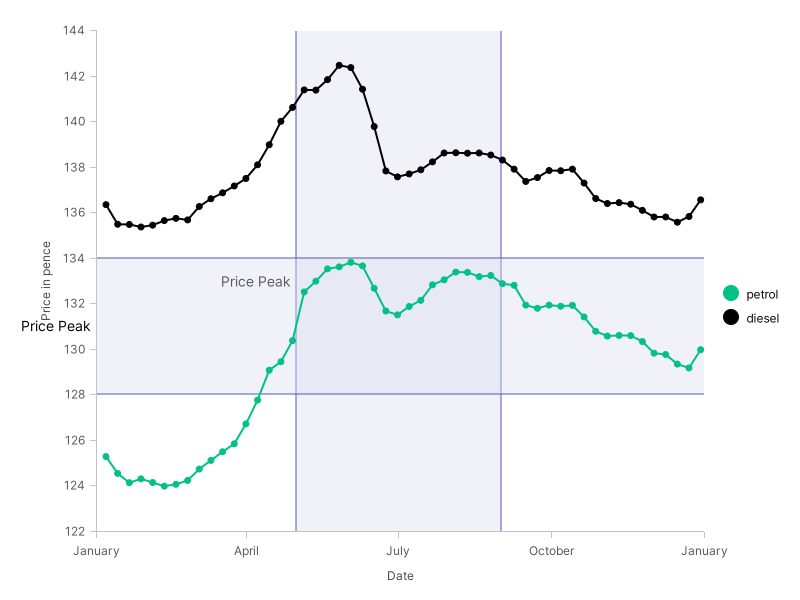 144
142
140
138
136
134
132
130
128
126
124
122
Price in pence
Price Peak
Price Peak
January
April
July
October
January
Date
petrol
diesel